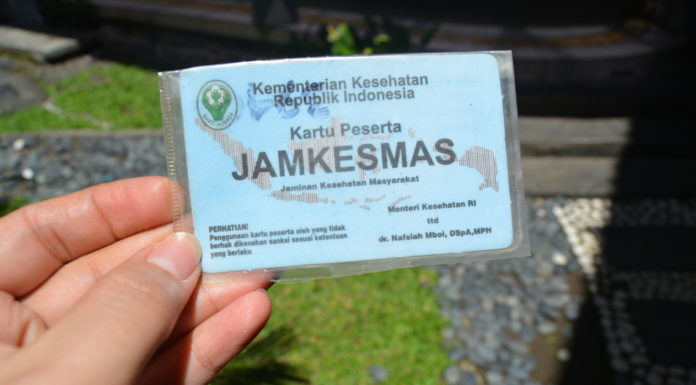 Kementerian Kesehatan
Republik Indonesia
Kartu Peserta
JAMKESMAS
Jaminan Kesehatan Masyarakat
Menteri Kesehatan RI
ttd
dr. Nafsiah Mboi, DSpA,MPH
PERHATIAN!
Penggunaan kartu peserta oleh yang tidak
berhak dikenakan sanksi sesuai ketentuan
yang berlaku